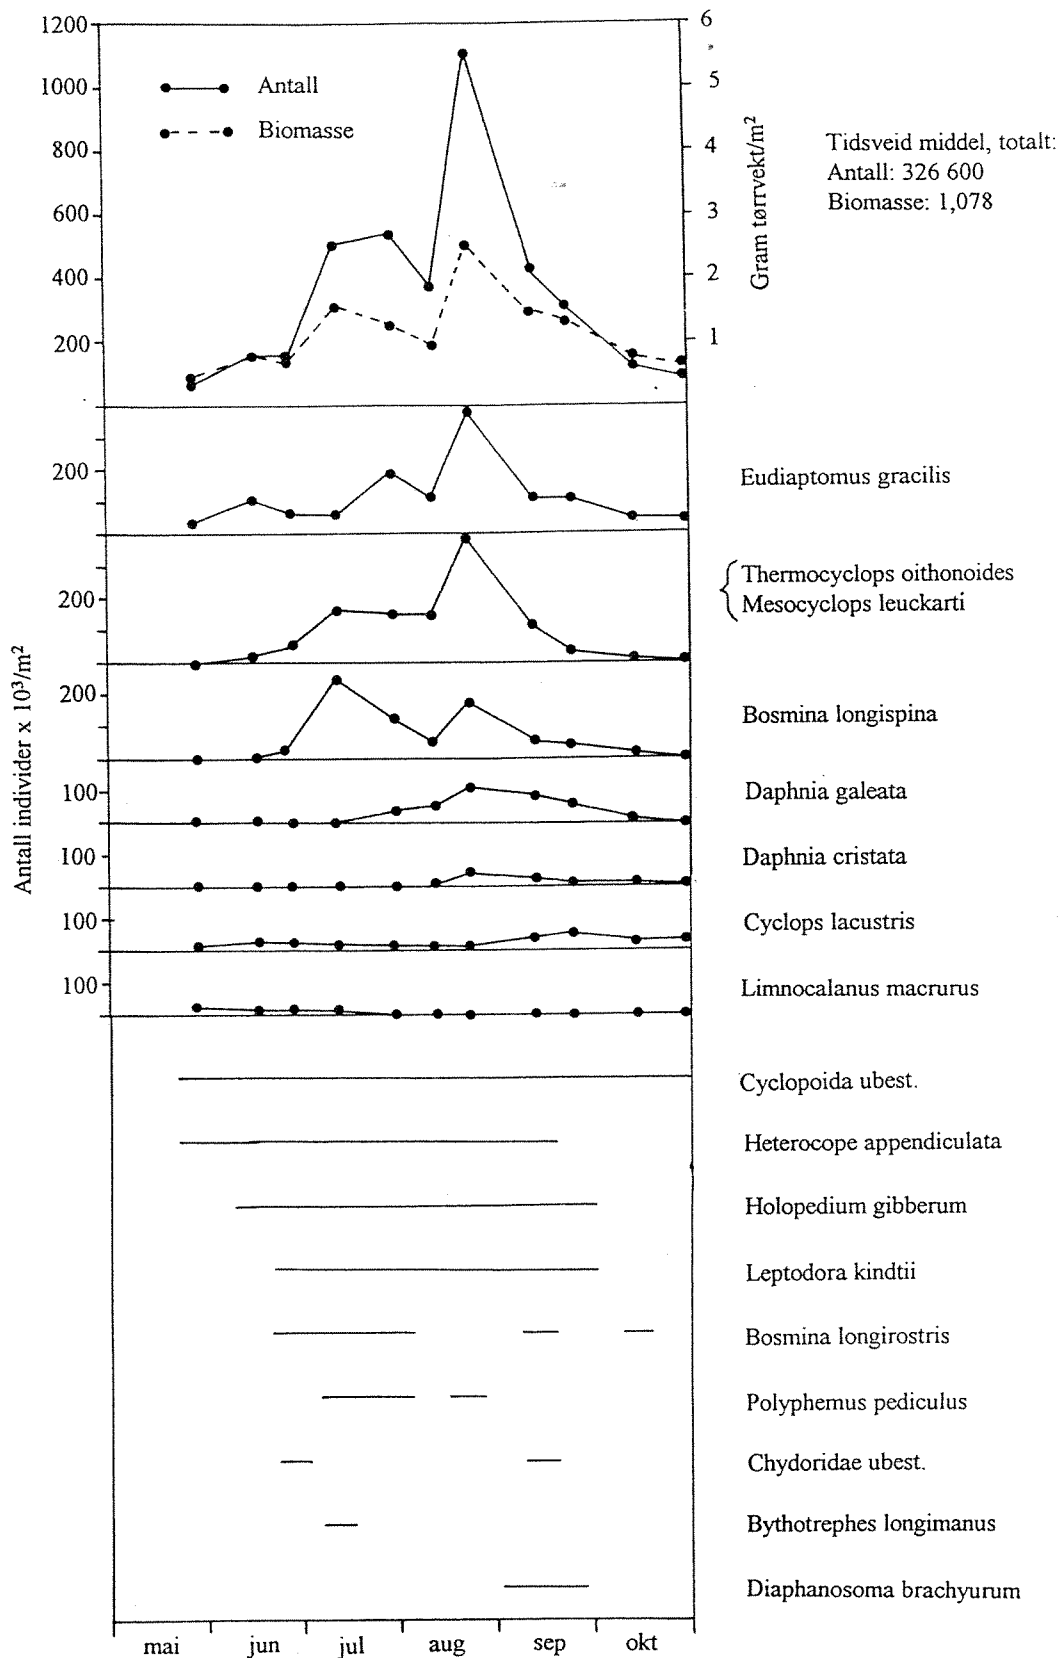 1200
1000
800
600
400
200
Antall
Biomasse
6
5
4
3
2
1
Gram tørrvekt/m²
Tidsveid middel, totalt:
Antall: 326 600
Biomasse: 1,078
Antall individer x 10³/m²
200
Eudiaptomus gracilis
200
Thermocyclops oithonoides
Mesocyclops leuckarti
200
Bosmina longispina
100
Daphnia galeata
100
Daphnia cristata
100
Cyclops lacustris
100
Limnocalanus macrurus
Cyclopoida ubest.
Heterocope appendiculata
Holopedium gibberum
Leptodora kindtii
Bosmina longirostris
Polyphemus pediculus
Chydoridae ubest.
Bythotrephes longimanus
Diaphanosoma brachyurum
mai jun jul aug sep okt